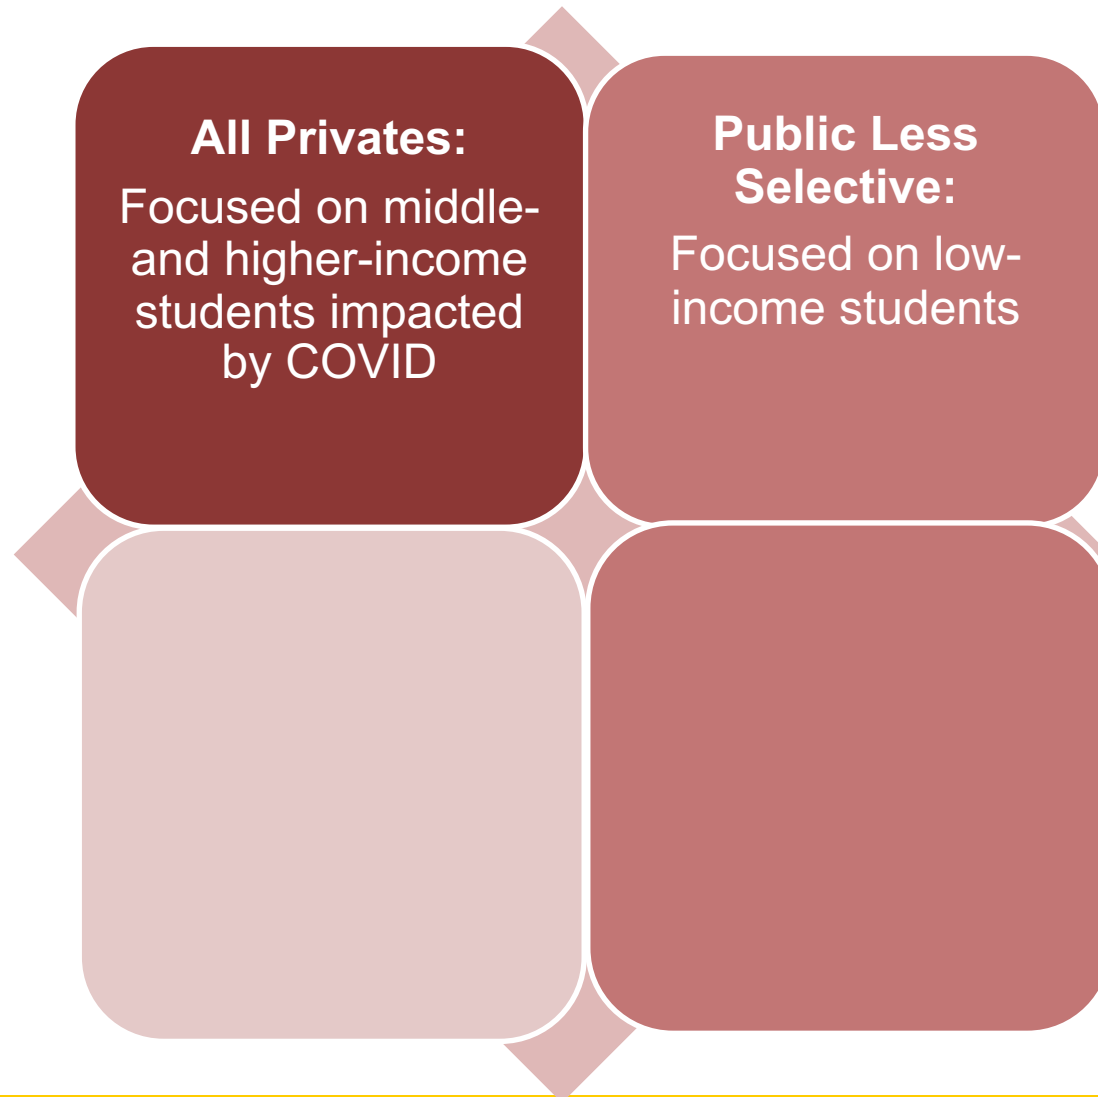 All Privates:
Focused on middle-
and higher-income
students impacted
by COVID
Public Less
Selective:
Focused on low-
income students